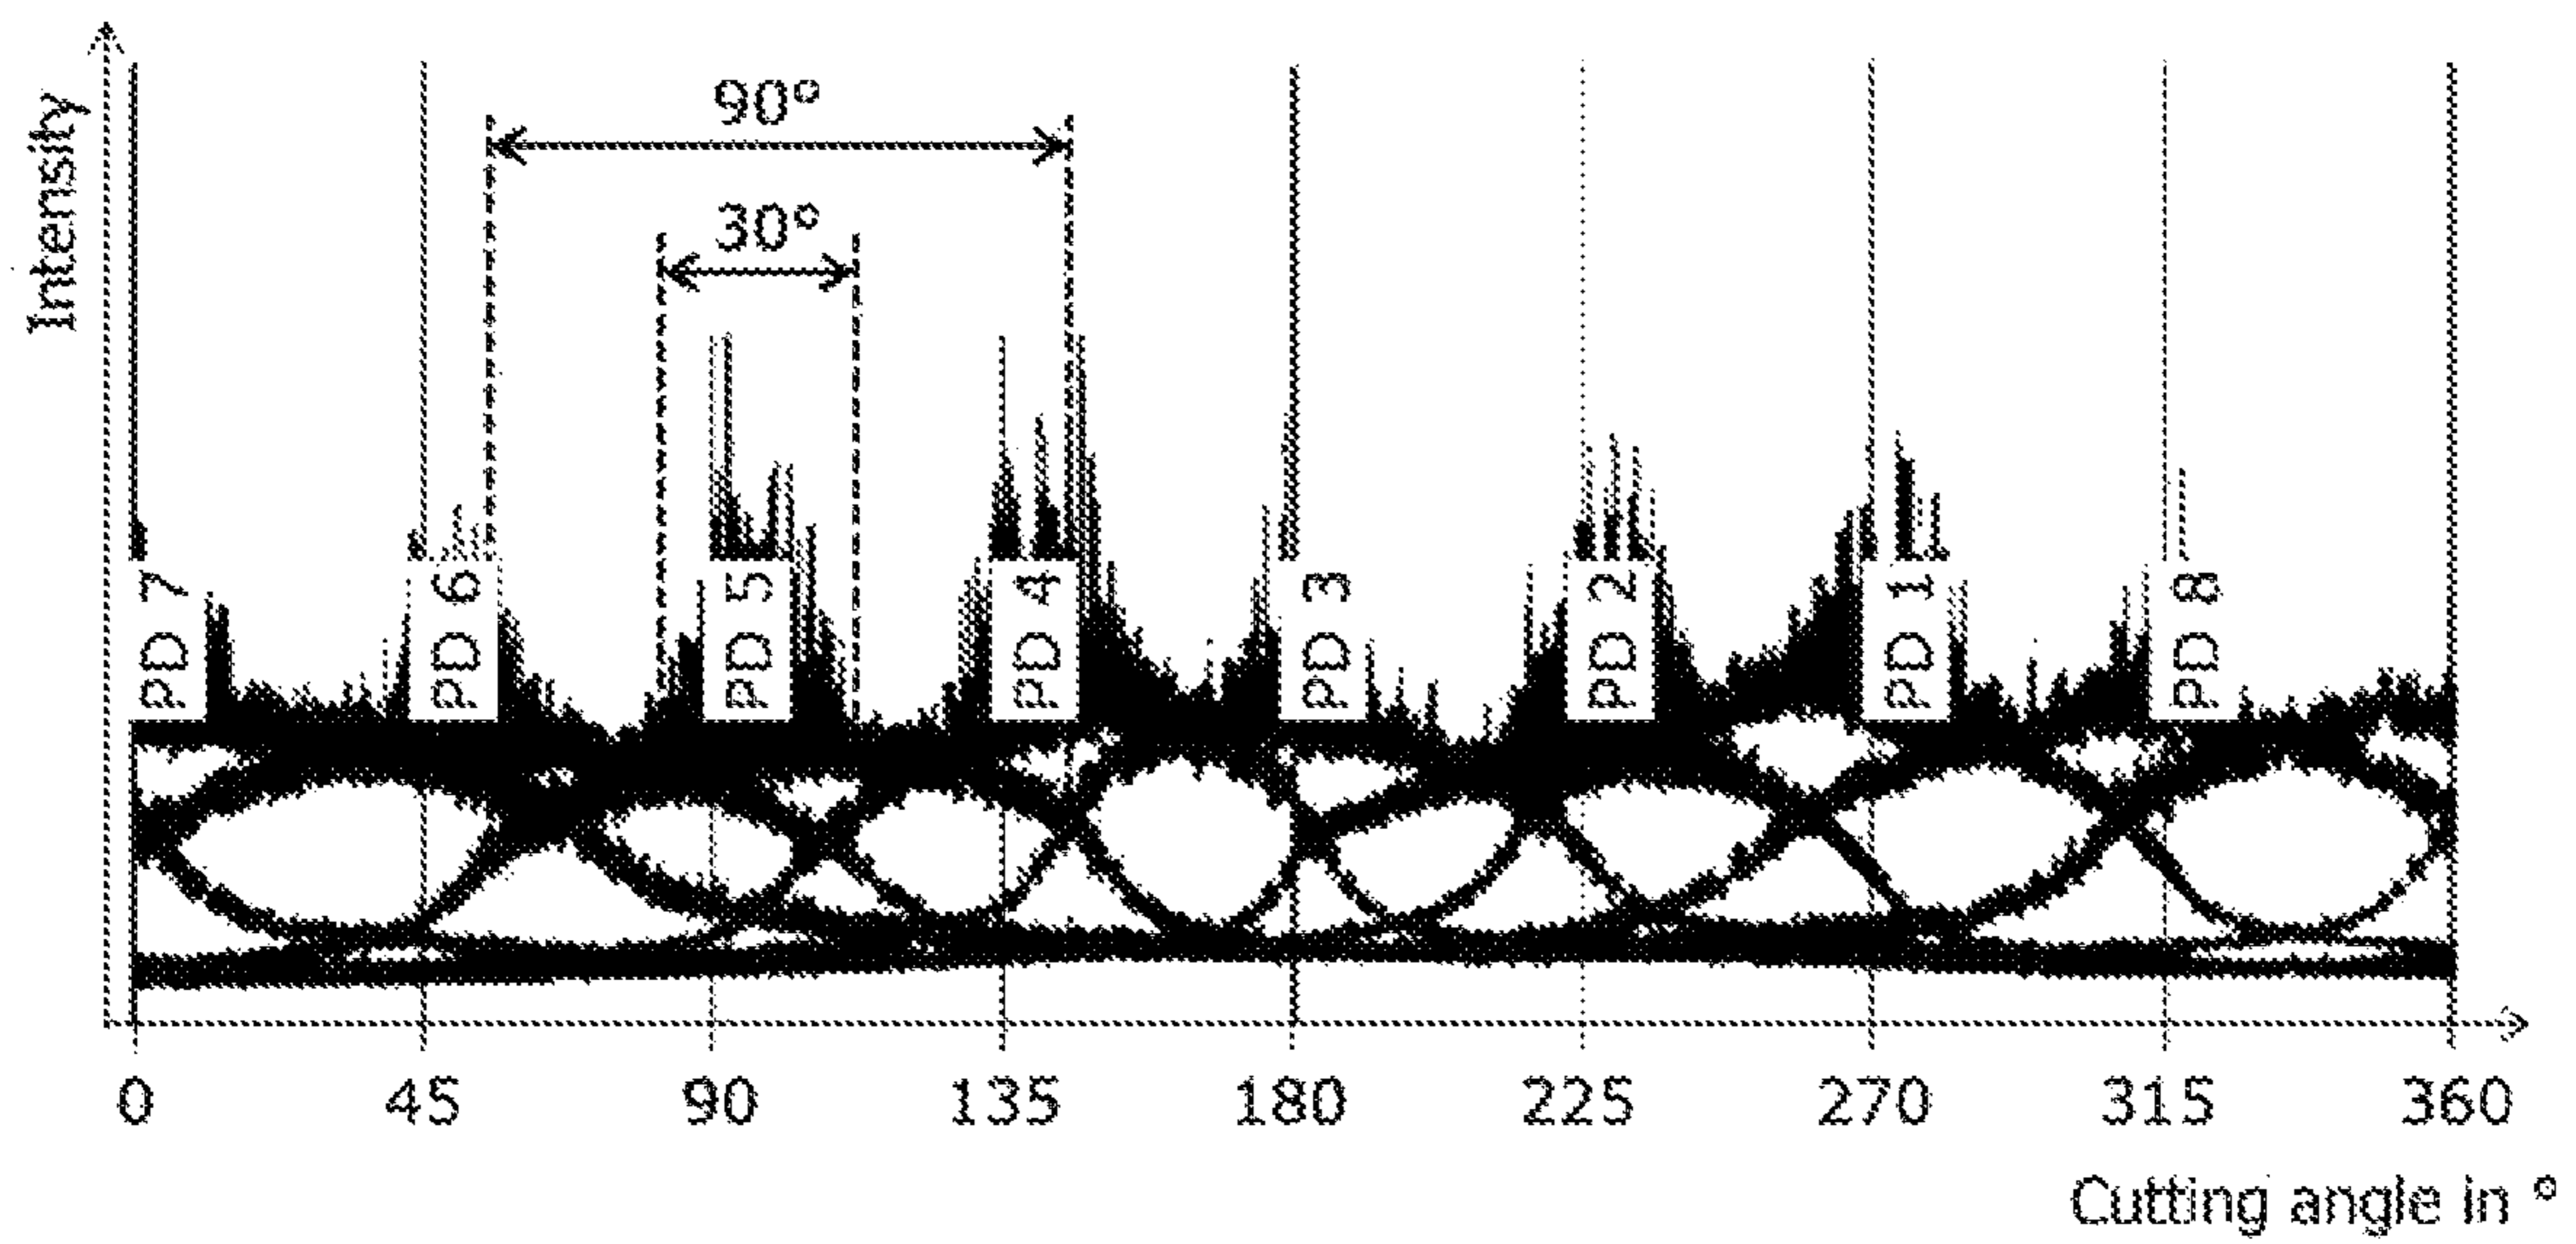 Intensity
90°
30°
PD 7
PD 6
PD 5
PD 4
PD 3
PD 2
PD 1
PD 8
0 45 90 135 180 225 270 315 360
Cutting angle in °